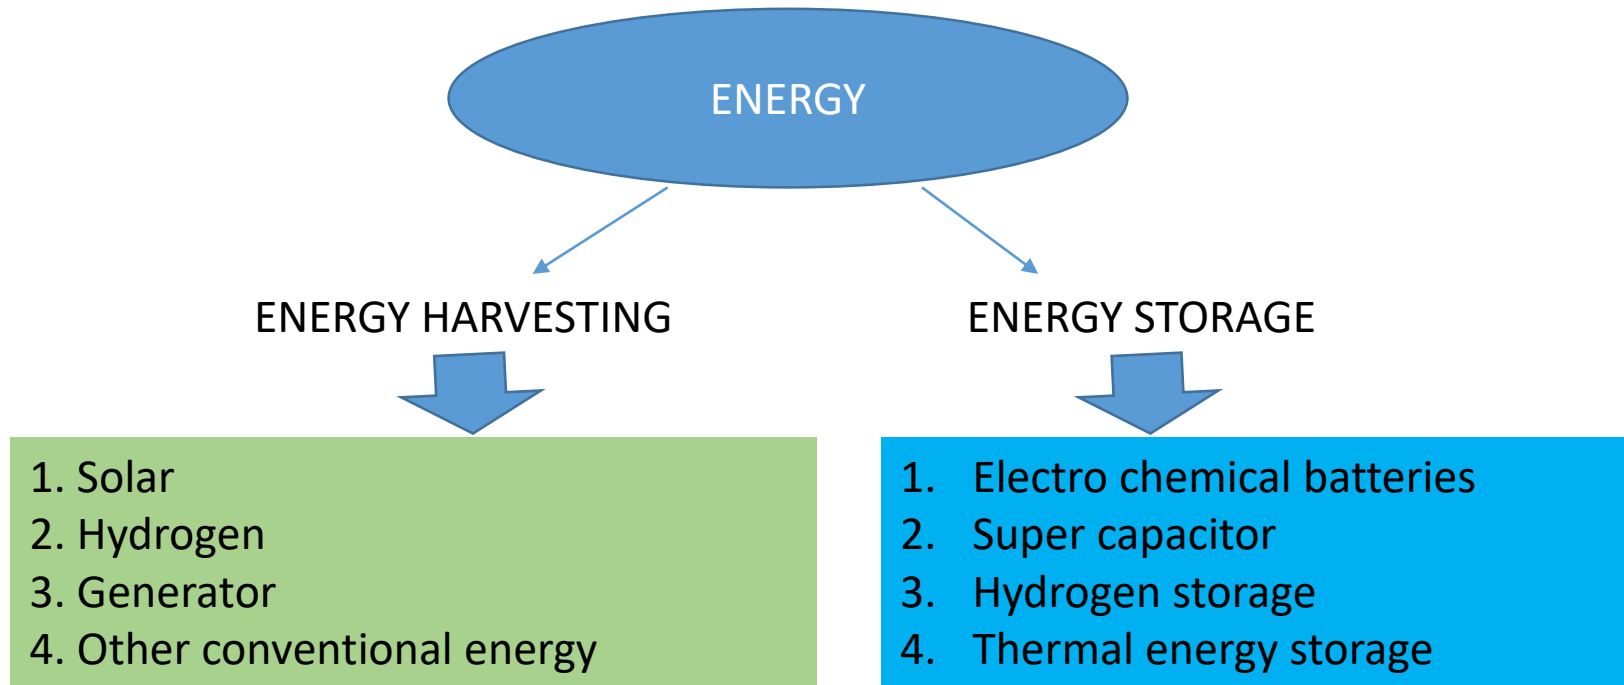 ENERGY
ENERGY HARVESTING
ENERGY STORAGE
1. Solar
2. Hydrogen
3. Generator
4. Other conventional energy
1. Electro chemical batteries
2. Super capacitor
3. Hydrogen storage
4. Thermal energy storage